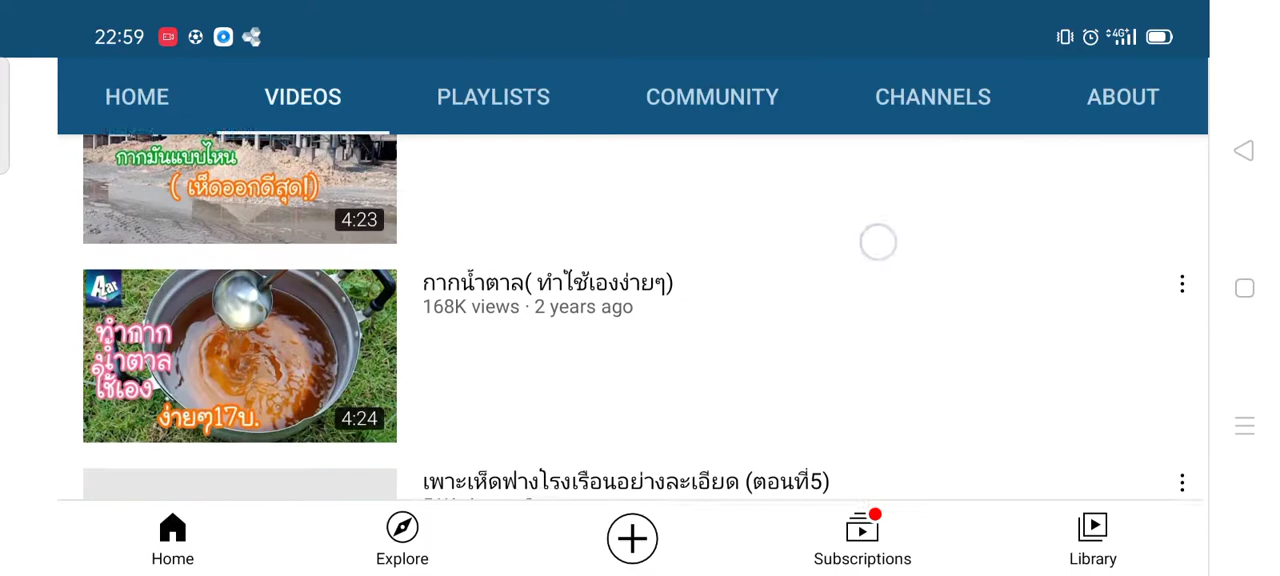 22:59
4G+
HOME VIDEOS PLAYLISTS COMMUNITY CHANNELS ABOUT
กากมันแบบไหน
( เห็ดออกดีสุด!)
4:23
Azar
ทำกาก
น้ำตาล
ใช้เอง
ง่ายๆ17บ.
4:24
กากน้ำตาล( ทำใช้เองง่ายๆ)
168K views · 2 years ago
เพาะเห็ดฟางโรงเรือนอย่างละเอียด (ตอนที่5)
Home Explore Subscriptions Library